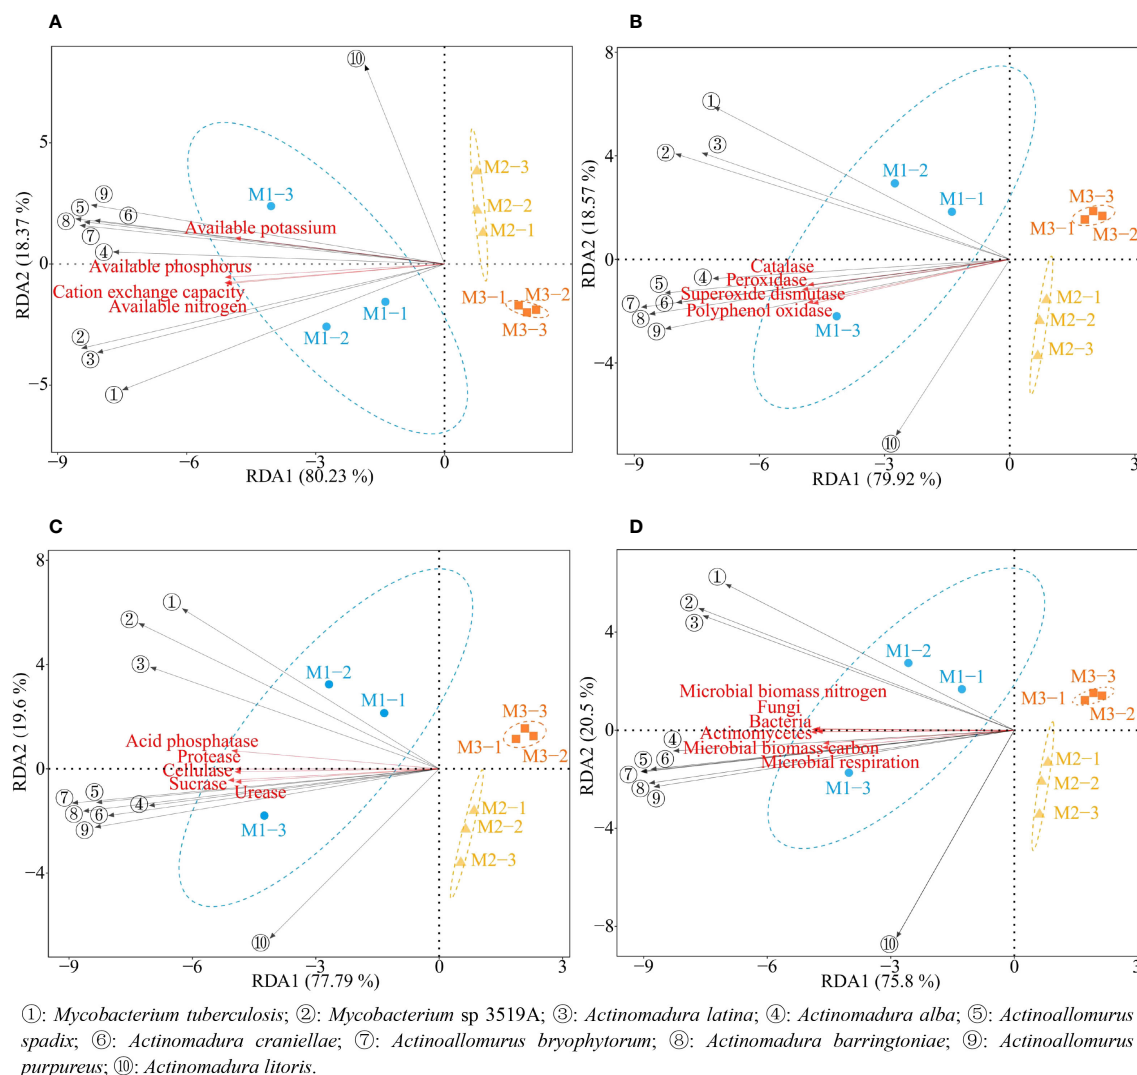 A
B
5
0
−5
−9
−6
−3
0
RDA2 (18.37 %)
RDA1 (80.23 %)
⑩
M2−3
M2−2
M2−1
M1−3
⑨
⑤
⑥
⑧
⑦
④
Available potassium
Available phosphorus
Cation exchange capacity
Available nitrogen
M3−1
M3−2
M3−3
M1−1
M1−2
②
③
①
8
4
0
−4
−9
−6
−3
0
3
RDA2 (18.57 %)
RDA1 (79.92 %)
①
③
②
M1−2
M1−1
M3−3
M3−1
M3−2
Catalase
④
Peroxidase
⑤
Superoxide dismutase
⑦
⑥
Polyphenol oxidase
⑧
⑨
M1−3
M2−1
M2−2
M2−3
⑩
C
D
8
4
0
−4
−9
−6
−3
0
3
RDA2 (19.6 %)
RDA1 (77.79 %)
①
②
③
M1−2
M1−1
M3−3
M3−1
M3−2
Acid phosphatase
Protease
Cellulase
Sucrase
Urease
⑦
⑤
④
⑧
⑥
⑨
M1−3
M2−1
M2−2
M2−3
⑩
4
0
−4
−8
−9
−6
−3
0
3
RDA2 (20.5 %)
RDA1 (75.8 %)
①
②
③
M1−2
M1−1
M3−3
M3−1
M3−2
Microbial biomass nitrogen
Fungi
Bacteria
Actinomycetes
Microbial biomass carbon
Microbial respiration
④
⑤
⑥
⑦
⑧
⑨
M1−3
M2−1
M2−2
M2−3
⑩
①: Mycobacterium tuberculosis; ②: Mycobacterium sp 3519A; ③: Actinomadura latina; ④: Actinomadura alba; ⑤: Actinoallomurus
spadix; ⑥: Actinomadura craniellae; ⑦: Actinoallomurus bryophytorum; ⑧: Actinomadura barringtoniae; ⑨: Actinoallomurus
purpureus; ⑩: Actinomadura litoris.